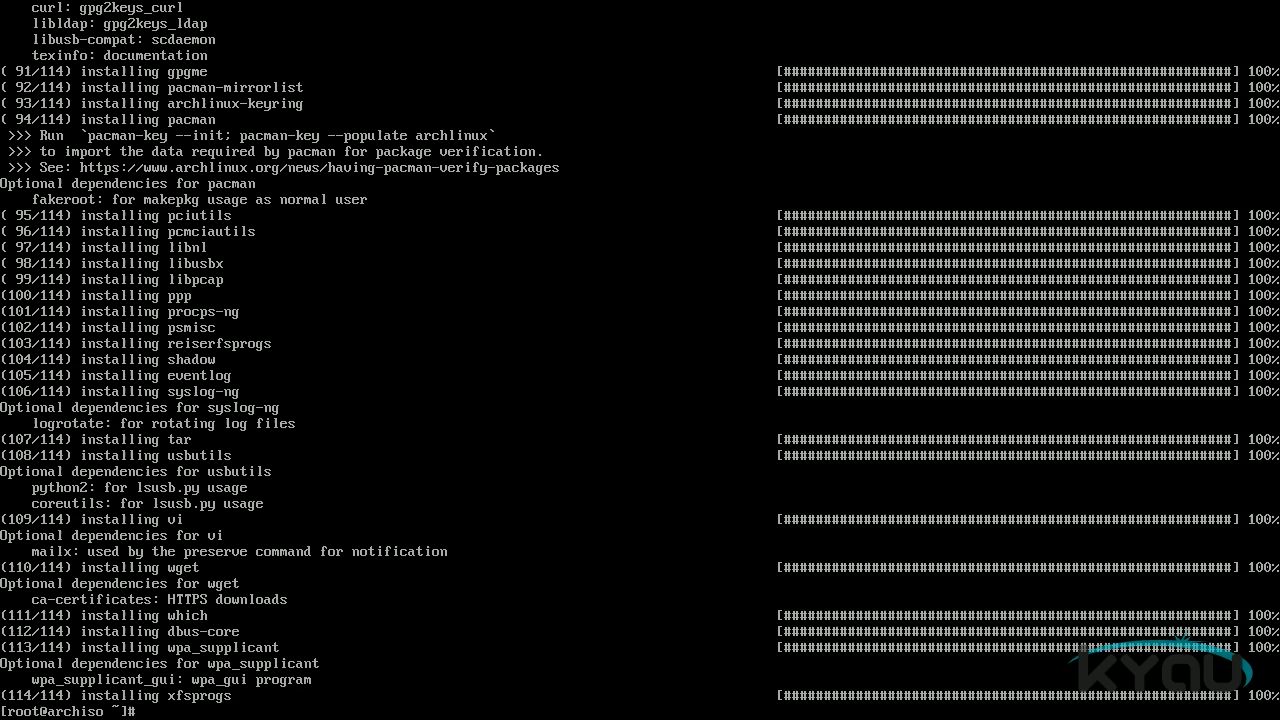 curl: gpg2keys_curl
libldap: gpg2keys_ldap
libusb-compat: scdaemon
texinfo: documentation
( 91/114) installing gpgme [########################################################] 100%
( 92/114) installing pacman-mirrorlist [########################################################] 100%
( 93/114) installing archlinux-keyring [########################################################] 100%
( 94/114) installing pacman [########################################################] 100%
>>> Run  `pacman-key --init; pacman-key --populate archlinux`
>>> to import the data required by pacman for package verification.
>>> See: https://www.archlinux.org/news/having-pacman-verify-packages
Optional dependencies for pacman
fakeroot: for makepkg usage as normal user
( 95/114) installing pciutils [########################################################] 100%
( 96/114) installing pcmciautils [########################################################] 100%
( 97/114) installing libnl [########################################################] 100%
( 98/114) installing libusbx [########################################################] 100%
( 99/114) installing libpcap [########################################################] 100%
(100/114) installing ppp [########################################################] 100%
(101/114) installing procps-ng [########################################################] 100%
(102/114) installing psmisc [########################################################] 100%
(103/114) installing reiserfsprogs [########################################################] 100%
(104/114) installing shadow [########################################################] 100%
(105/114) installing eventlog [########################################################] 100%
(106/114) installing syslog-ng [########################################################] 100%
Optional dependencies for syslog-ng
logrotate: for rotating log files
(107/114) installing tar [########################################################] 100%
(108/114) installing usbutils [########################################################] 100%
Optional dependencies for usbutils
python2: for lsusb.py usage
coreutils: for lsusb.py usage
(109/114) installing vi [########################################################] 100%
Optional dependencies for vi
mailx: used by the preserve command for notification
(110/114) installing wget [########################################################] 100%
Optional dependencies for wget
ca-certificates: HTTPS downloads
(111/114) installing which [########################################################] 100%
(112/114) installing dbus-core [########################################################] 100%
(113/114) installing wpa_supplicant [########################################################] 100%
Optional dependencies for wpa_supplicant
wpa_supplicant_gui: wpa_gui program
(114/114) installing xfsprogs [########################################################] 100%
[root@archiso ~]#
kyau